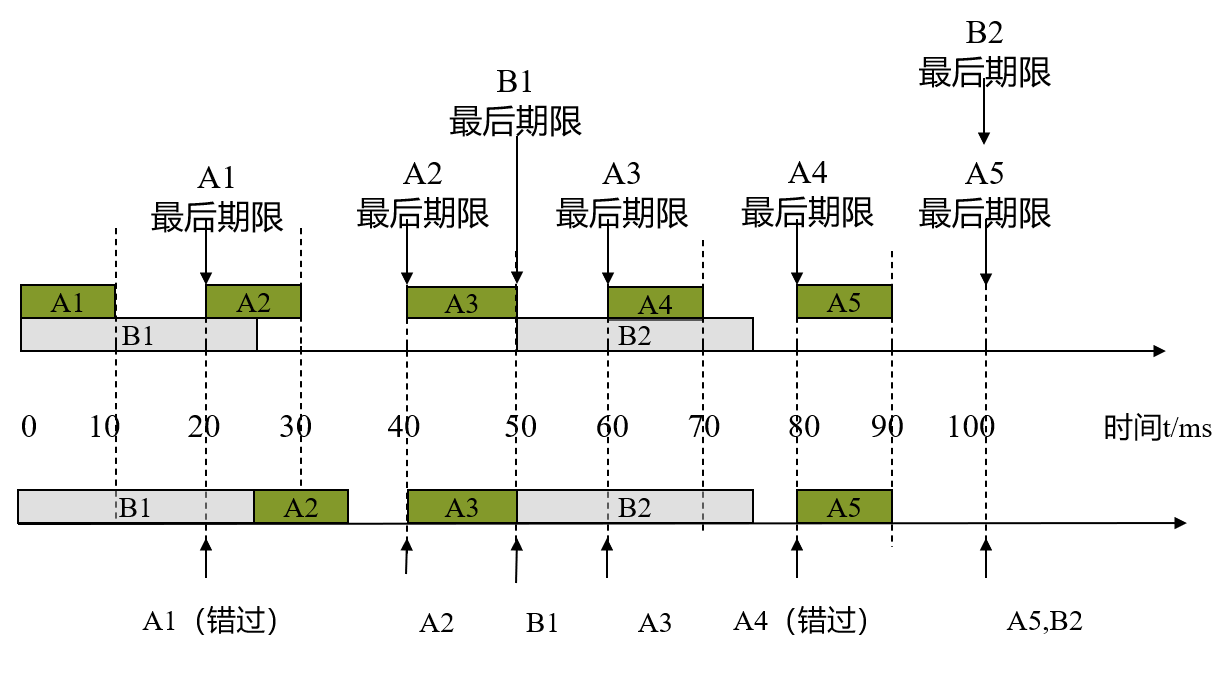 B2
最后期限
B1
最后期限
A1
最后期限
A2
最后期限
A3
最后期限
A4
最后期限
A5
最后期限
A1 A2 A3 A4 A5
B1 B2
0 10 20 30 40 50 60 70 80 90 100 时间t/ms
B1 A2 A3 B2 A5
A1（错过） A2 B1 A3 A4（错过） A5,B2